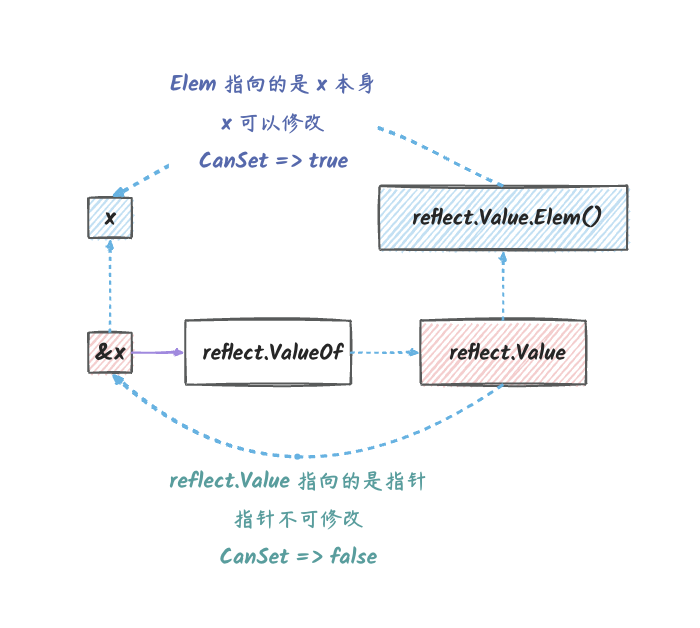 Elem 指向的是 x 本身
x 可以修改
CanSet => true
x
reflect.Value.Elem()
&x
reflect.ValueOf
reflect.Value
reflect.Value 指向的是指针
指针不可修改
CanSet => false